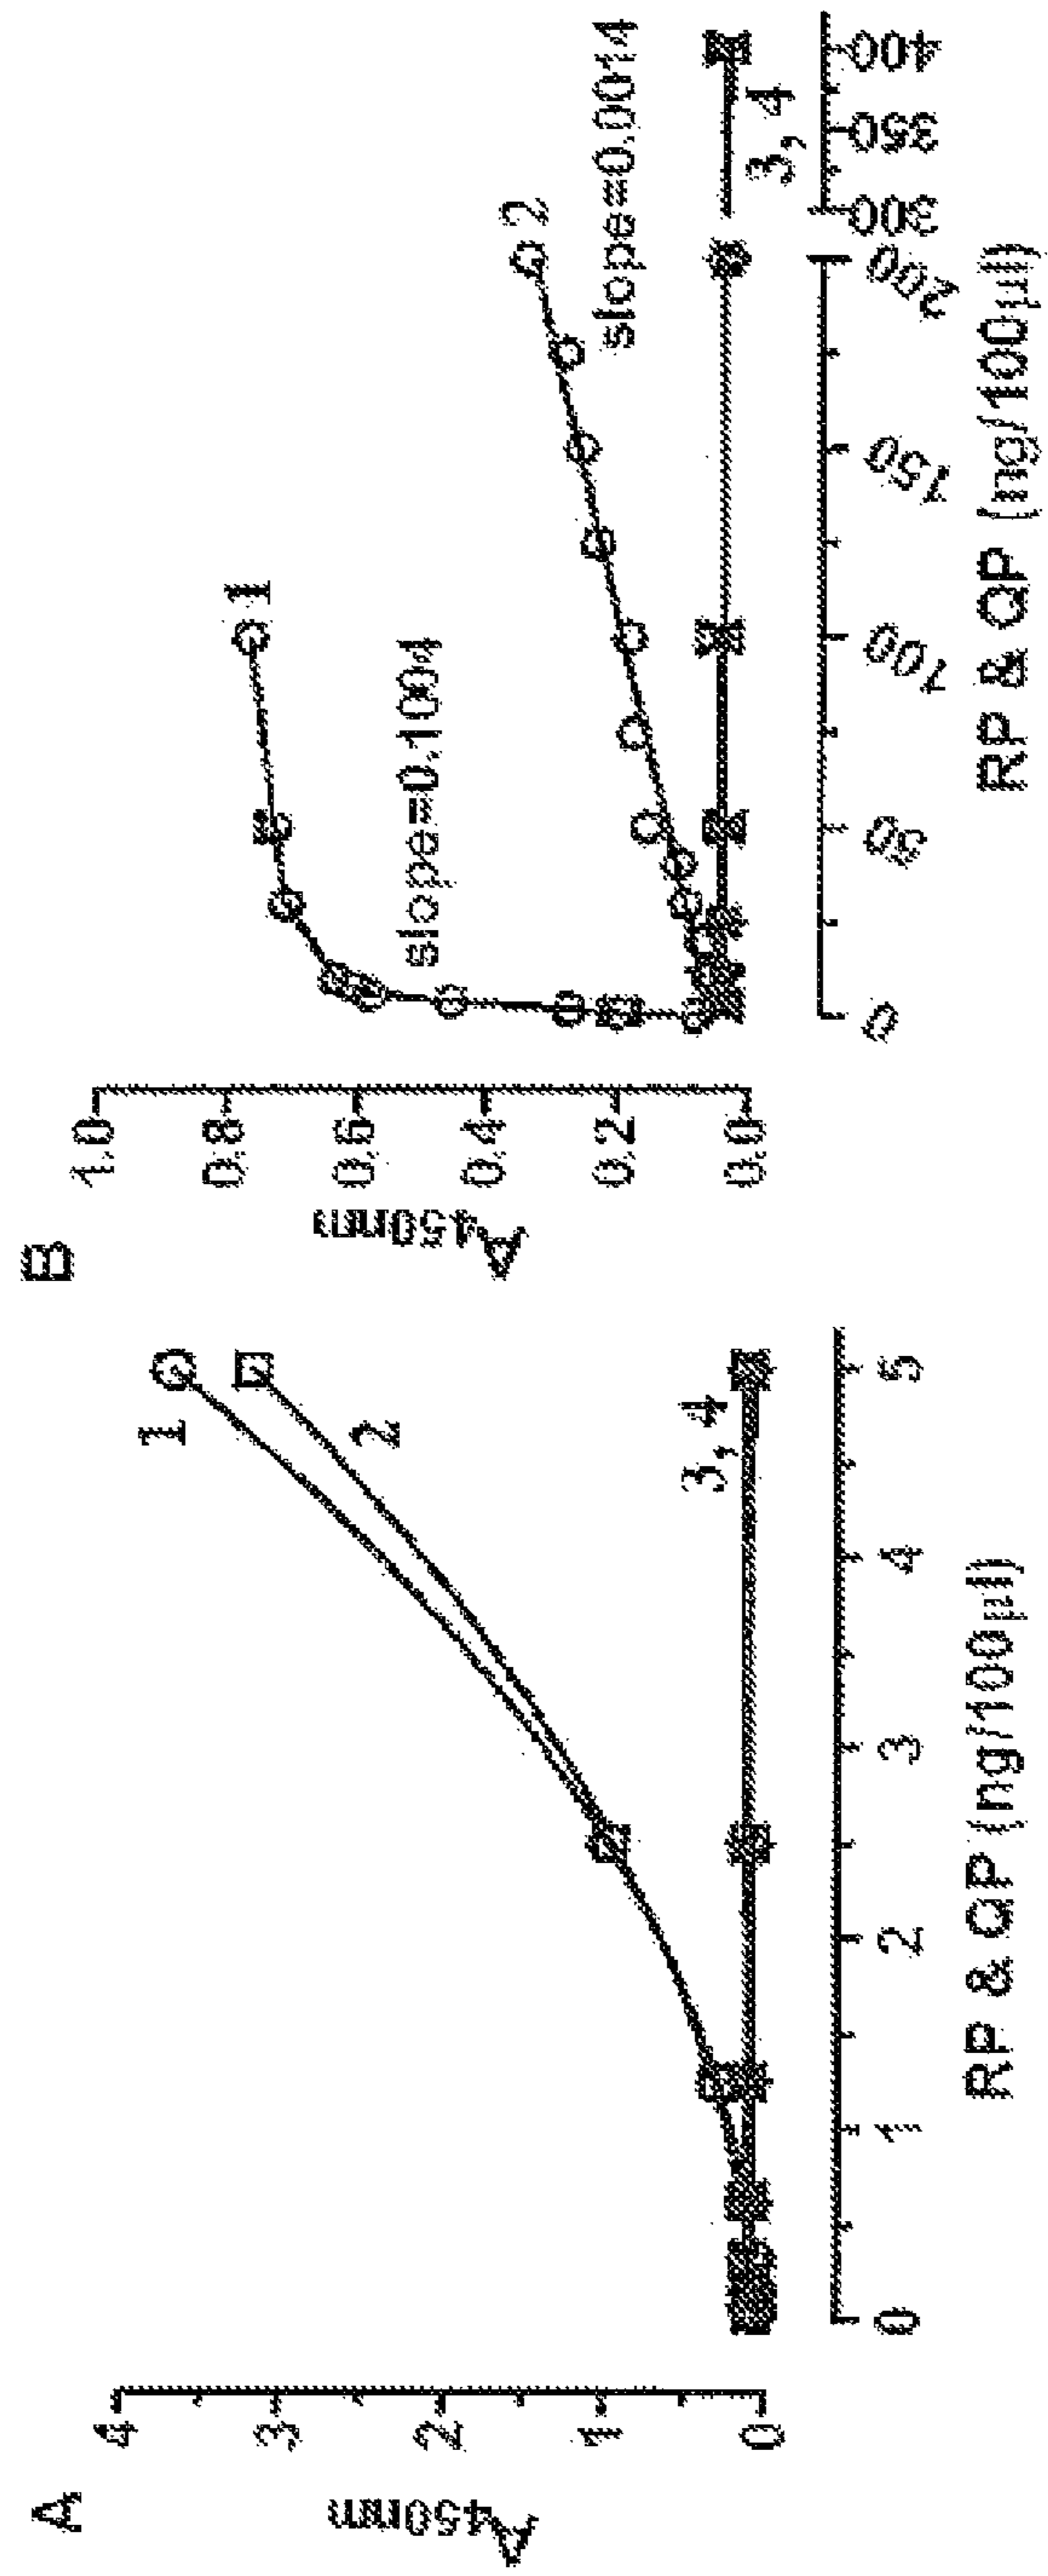 A
A450nm
4
3
2
1
0
1
2
3, 4
0 1 2 3 4 5
RP & QP (ng/100µl)
B
A450nm
1.0
0.8
0.6
0.4
0.2
0.0
1
slope=0.1004
2
slope=0.0014
3, 4
0 50 100 150 200 300 350 400
RP & QP (ng/100µl)